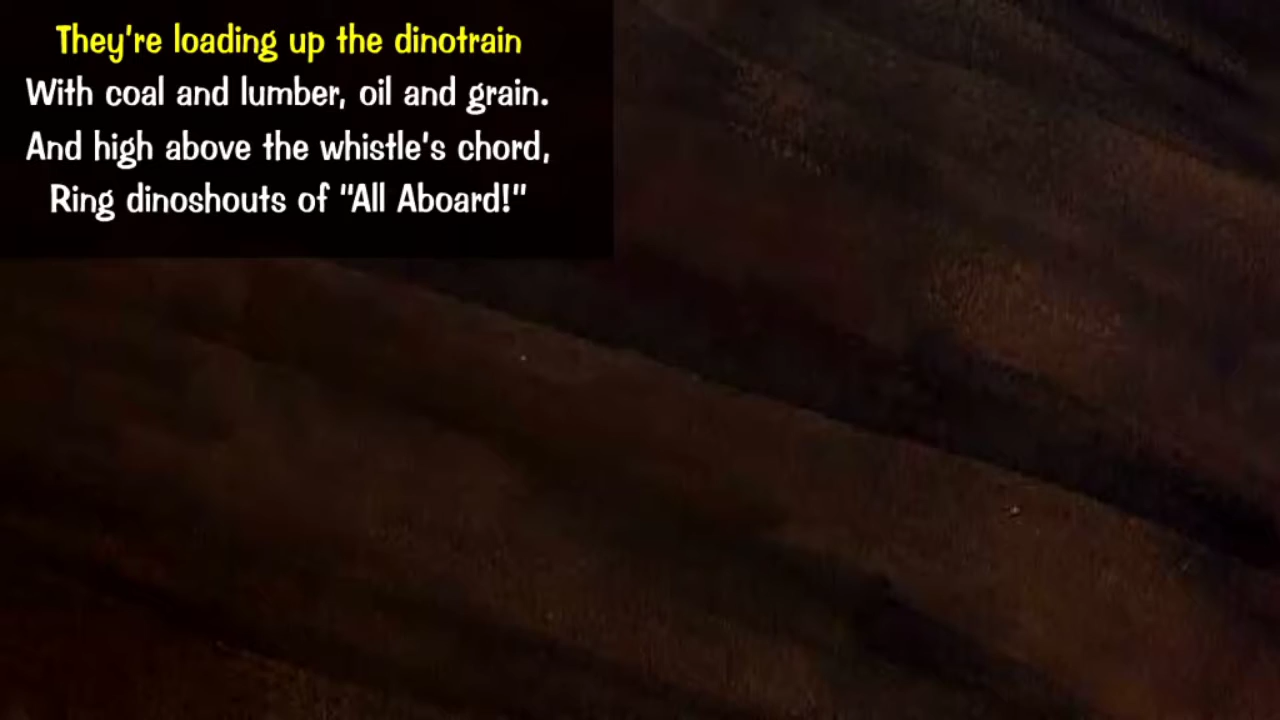 They're loading up the dinotrain
With coal and lumber, oil and grain.
And high above the whistle's chord,
Ring dinoshouts of "All Aboard!"